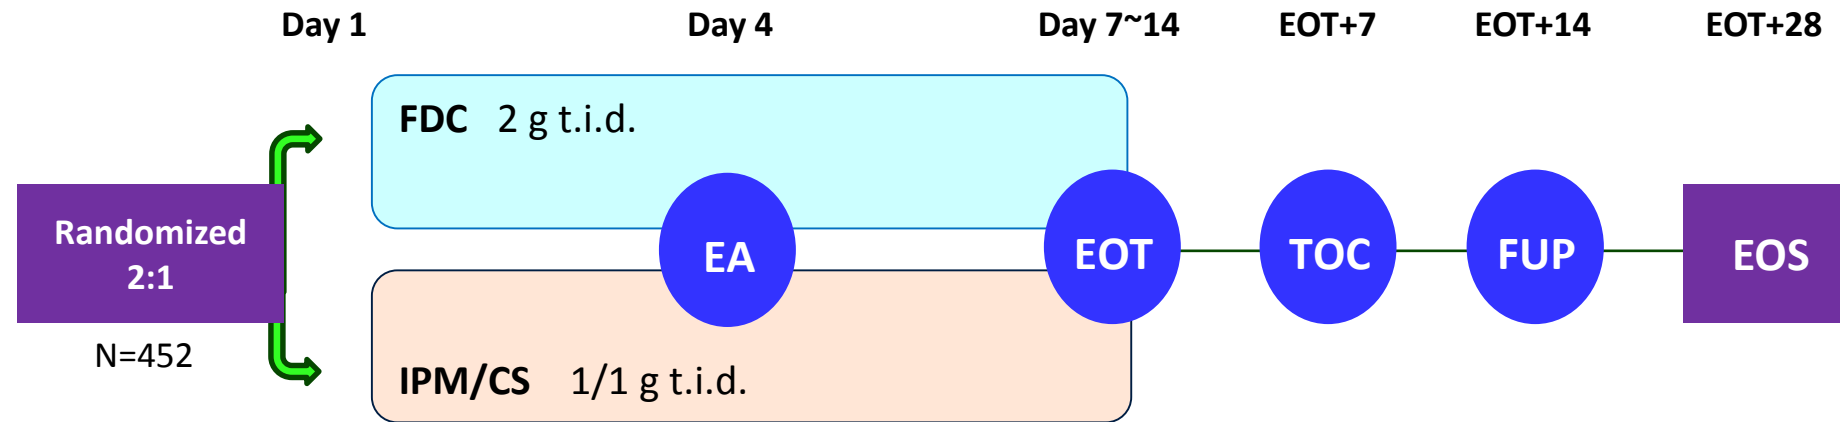 Day 1 Day 4 Day 7~14 EOT+7 EOT+14 EOT+28
FDC 2 g t.i.d.
Randomized
2:1
N=452
EA EOT TOC FUP EOS
IPM/CS 1/1 g t.i.d.